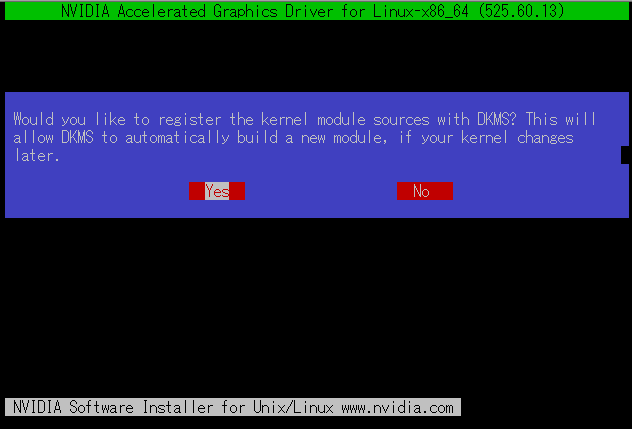 NVIDIA Accelerated Graphics Driver for Linux-x86_64 (525.60.13)
Would you like to register the kernel module sources with DKMS? This will
allow DKMS to automatically build a new module, if your kernel changes
later.
Yes No
NVIDIA Software Installer for Unix/Linux www.nvidia.com